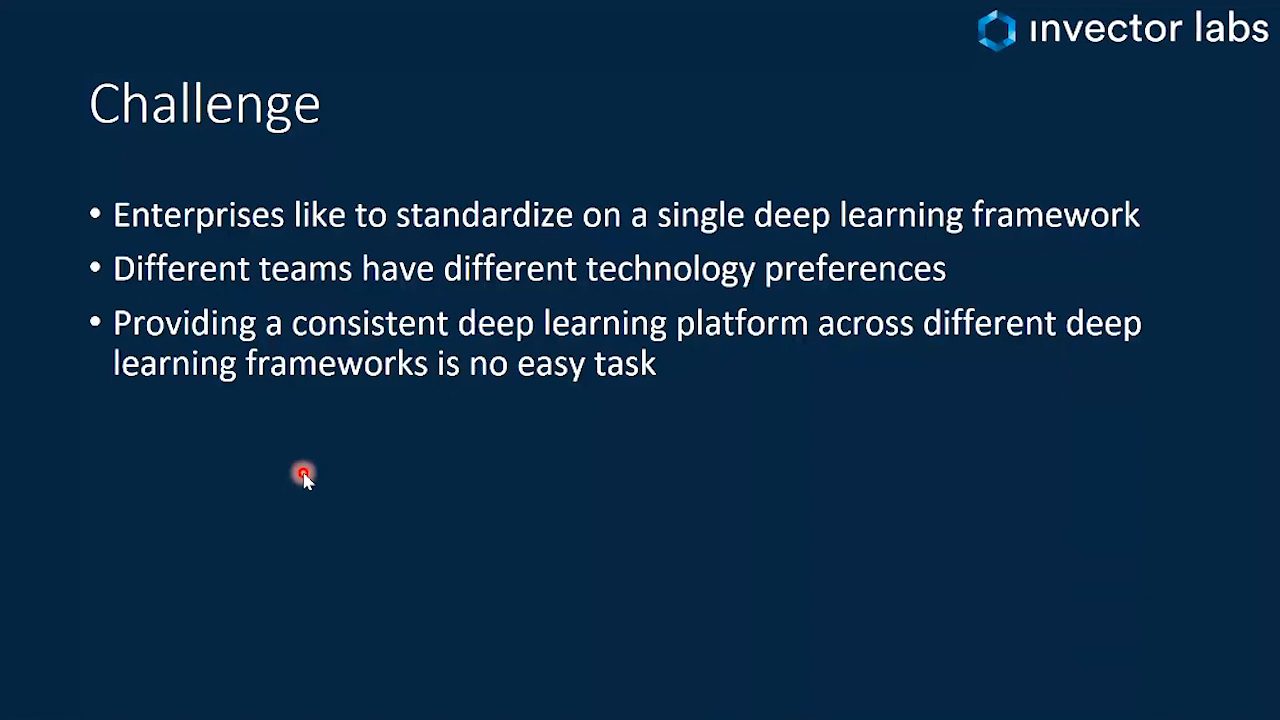 invector labs
Challenge
• Enterprises like to standardize on a single deep learning framework
• Different teams have different technology preferences
• Providing a consistent deep learning platform across different deep
learning frameworks is no easy task